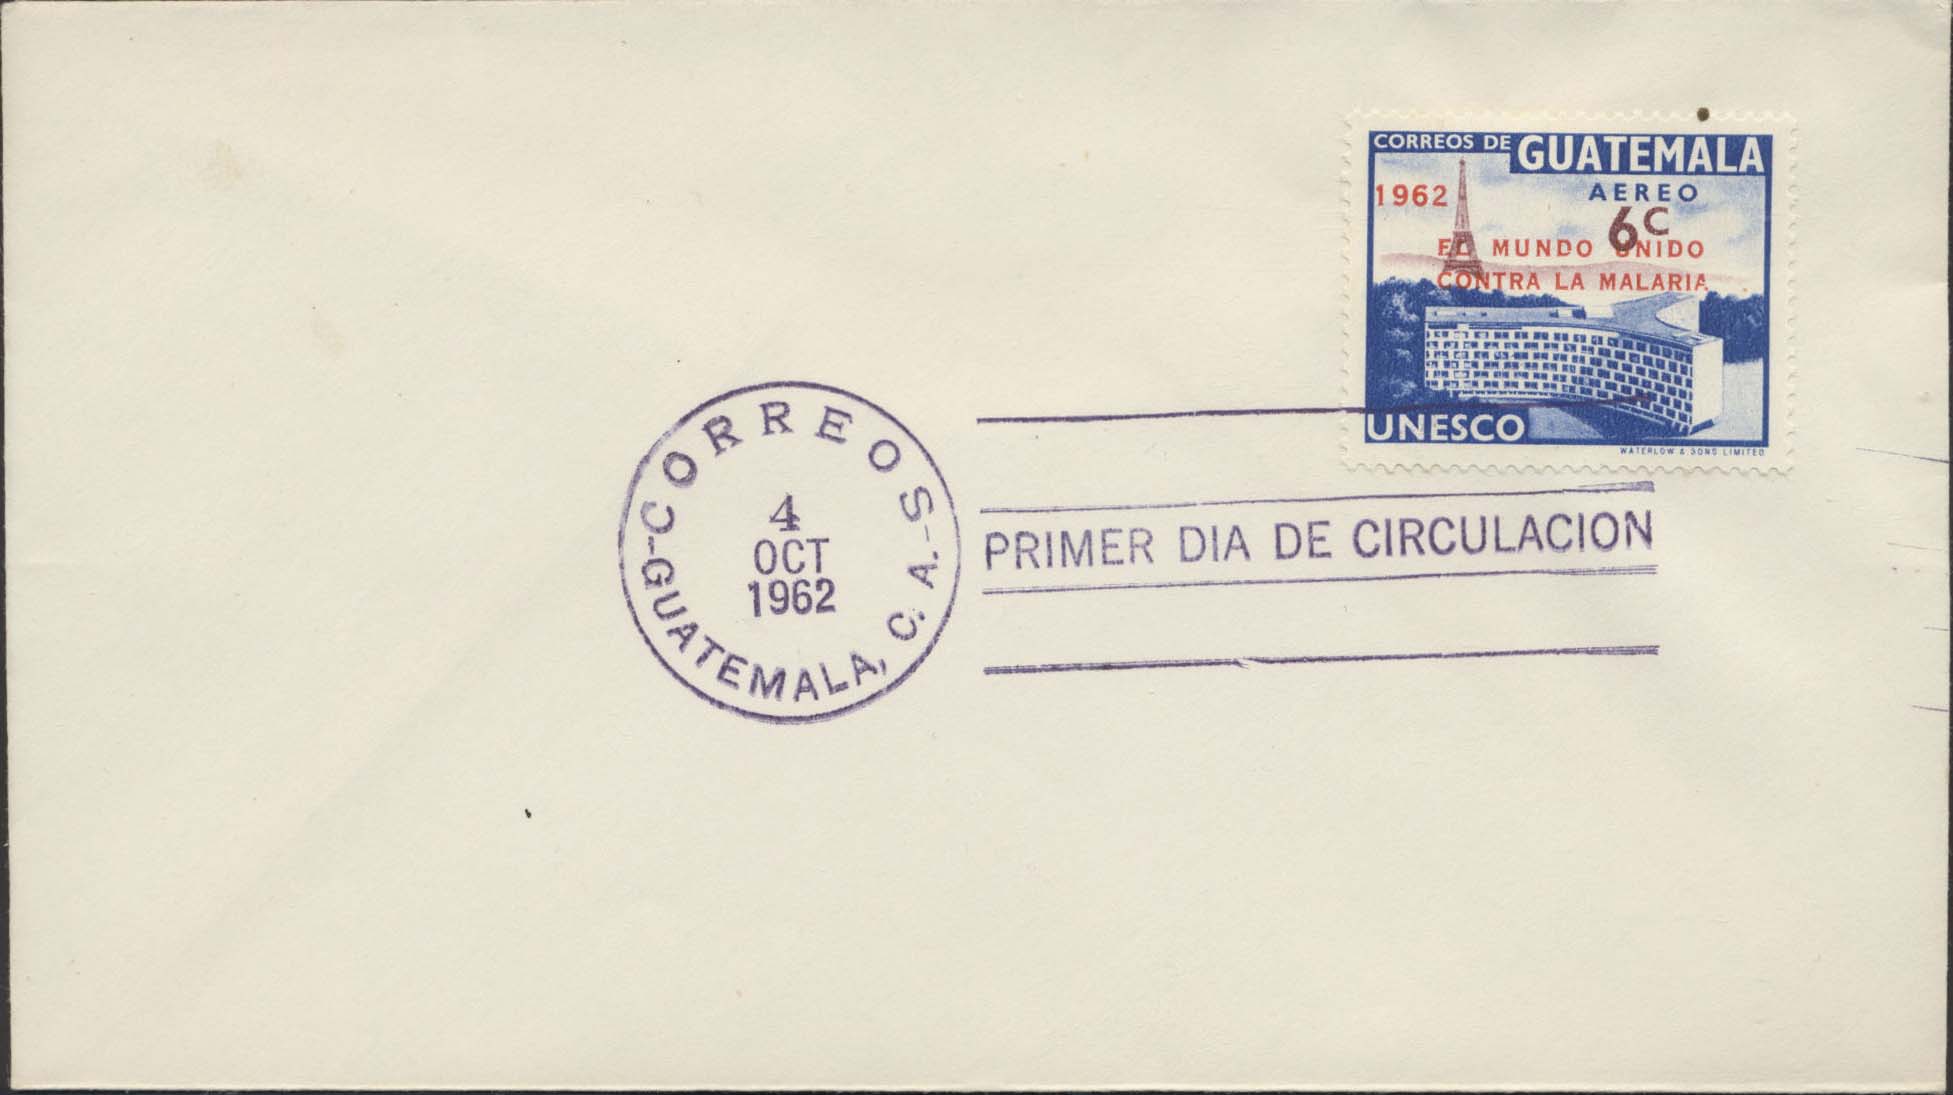 CORREOS DE GUATEMALA
AEREO
1962
6C
EL MUNDO UNIDO
CONTRA LA MALARIA
UNESCO
WATERLOW & SONS LIMITED
CORREOS
4
OCT
1962
-GUATEMALA, C. A.-
PRIMER DIA DE CIRCULACION